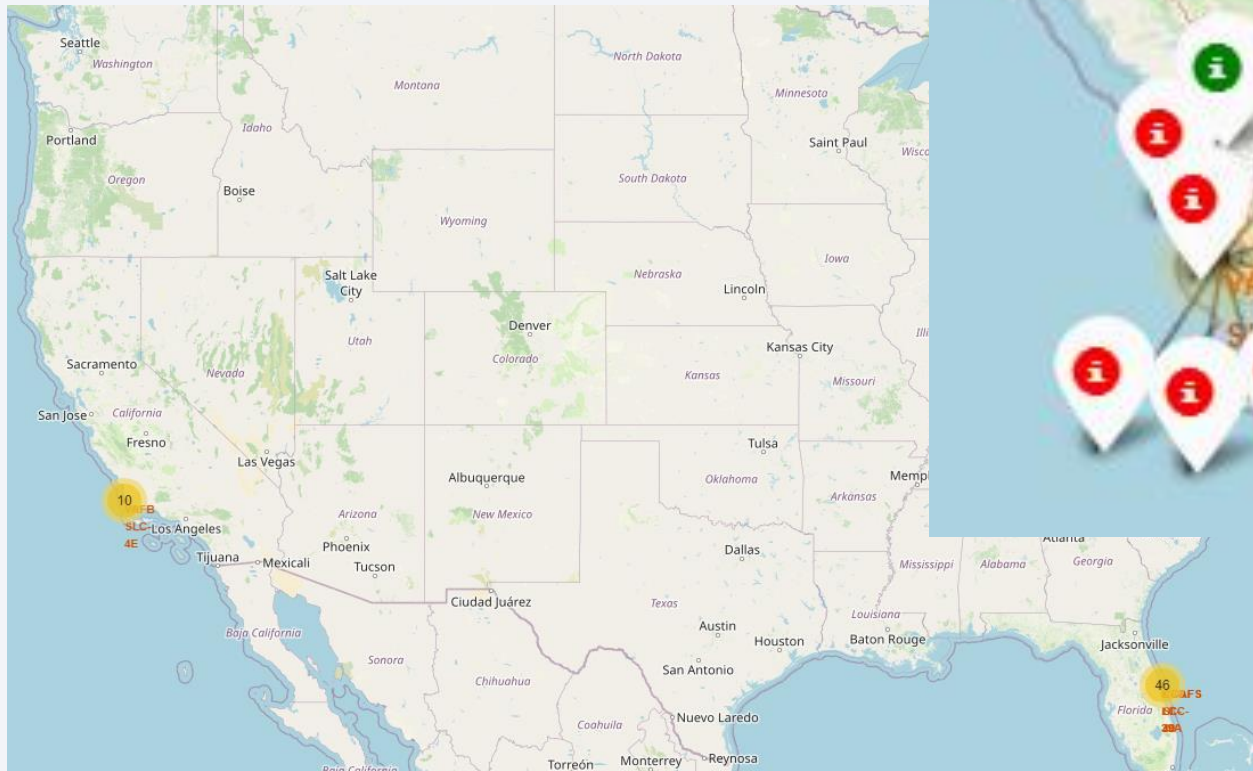 Seattle
Washington
North Dakota
Montana
Minnesota
Portland
Idaho
Saint Paul
Oregon
South Dakota
Boise
Wyoming
Iowa
Salt Lake
City
Nebraska
Lincoln
Denver
Utah
Colorado
Kansas City
Sacramento
Nevada
Kansas
Missouri
San Jose
California
Fresno
Tulsa
Las Vegas
Albuquerque
Oklahoma
Arkansas
10
Arizona
New Mexico
SLC-
4E
Los Angeles
Phoenix
Dallas
Tijuana
Mexicali
Tucson
Mississippi
Alabama
Georgia
Ciudad Juárez
Texas
Louisiana
Austin
Baja California
Houston
Baton Rouge
Jacksonville
Sonora
San Antonio
Chihuahua
46
Florida
Coahuila
Nuevo Laredo
Torreón
Monterrey
Reynosa
i
i
i
i
i